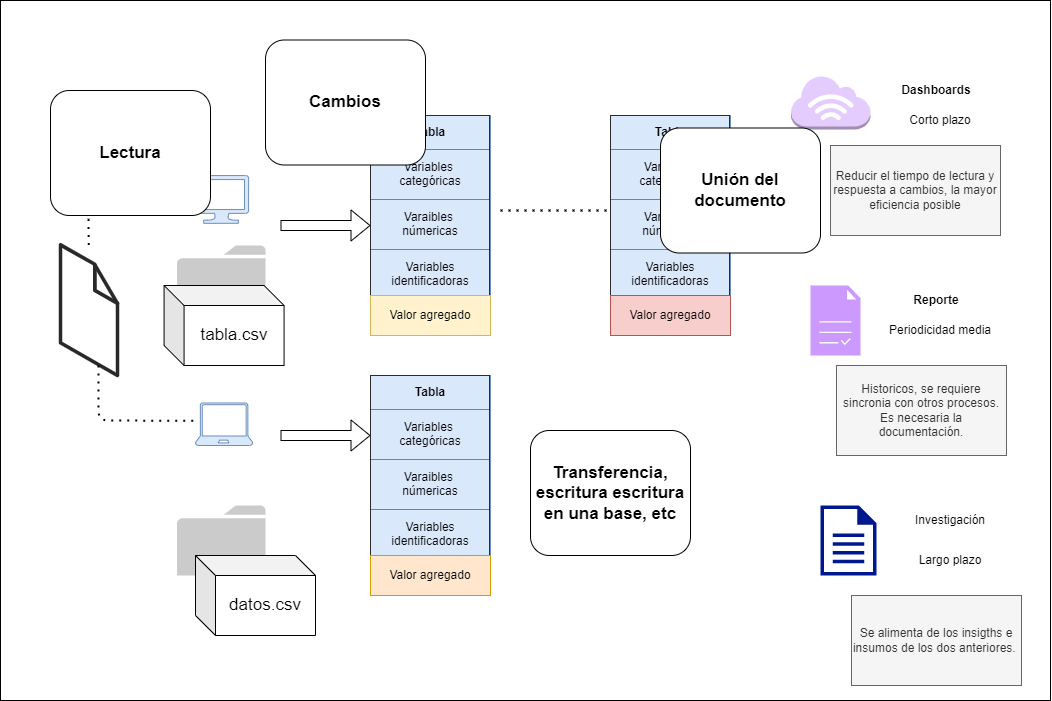 Lectura
Cambios
tabla.csv
datos.csv
bla
Variables
categóricas
Varaibles
númericas
Variables
identificadoras
Valor agregado
Tabla
Variables
categóricas
Varaibles
númericas
Variables
identificadoras
Valor agregado
Unión del
documento
Variables
identificadoras
Valor agregado
Transferencia,
escritura escritura
en una base, etc
Dashboards
Corto plazo
Reducir el tiempo de lectura y
respuesta a cambios, la mayor
eficiencia posible
Reporte
Periodicidad media
Historicos, se requiere
sincronia con otros procesos.
Es necesaria la
documentación.
Investigación
Largo plazo
Se alimenta de los insigths e
insumos de los dos anteriores.